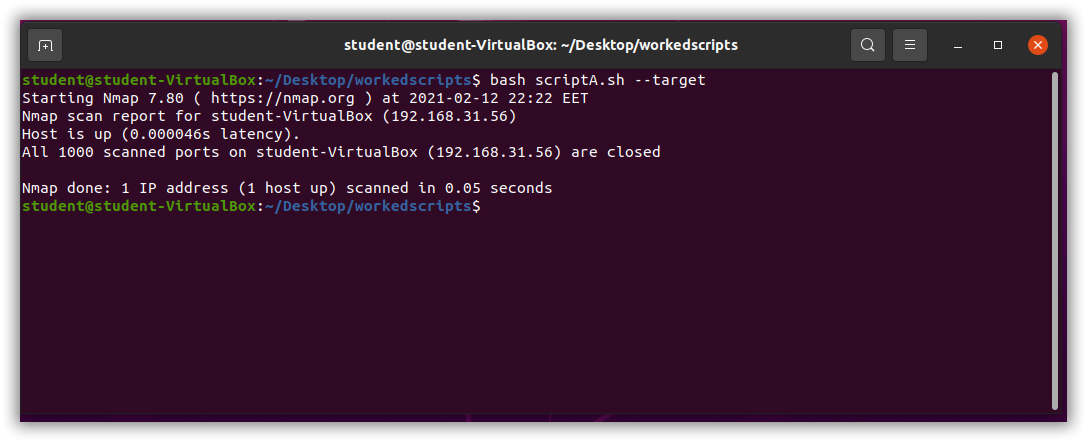 student@student-VirtualBox: ~/Desktop/workedscripts
student@student-VirtualBox:~/Desktop/workedscripts$ bash scriptA.sh --target
Starting Nmap 7.80 ( https://nmap.org ) at 2021-02-12 22:22 EET
Nmap scan report for student-VirtualBox (192.168.31.56)
Host is up (0.000046s latency).
All 1000 scanned ports on student-VirtualBox (192.168.31.56) are closed
Nmap done: 1 IP address (1 host up) scanned in 0.05 seconds
student@student-VirtualBox:~/Desktop/workedscripts$